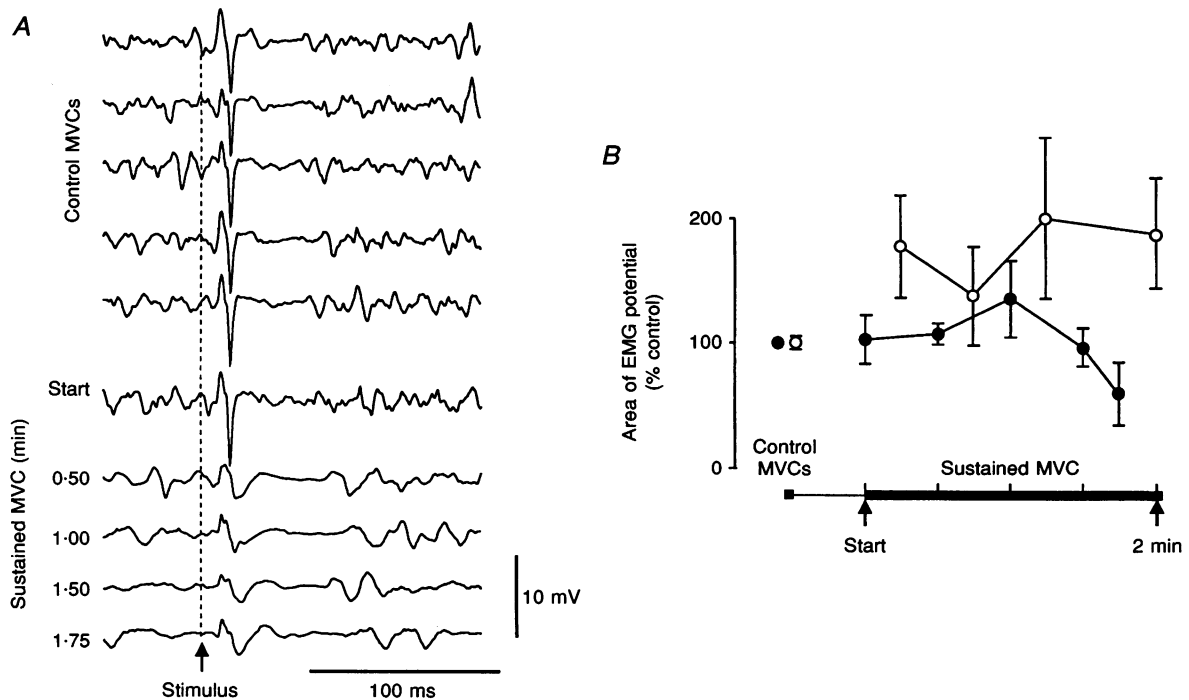 A
Control MVCs
Sustained MVC (min)
Start
0·50
1·00
1·50
1·75
Stimulus
100 ms
10 mV
B
Area of EMG potential
(% control)
200
100
0
Control
MVCs
Sustained MVC
Start
2 min